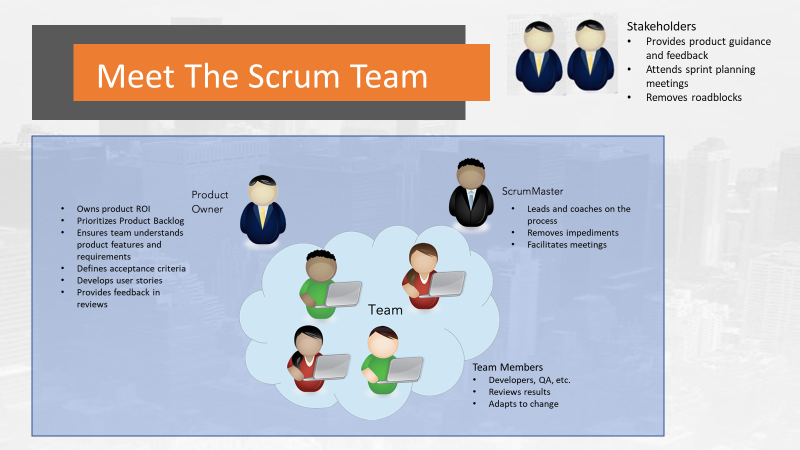 Meet The Scrum Team
Stakeholders
• Provides product guidance
and feedback
• Attends sprint planning
meetings
• Removes roadblocks
Product
Owner
• Owns product ROI
• Prioritizes Product Backlog
• Ensures team understands
product features and
requirements
• Defines acceptance criteria
• Develops user stories
• Provides feedback in
reviews
ScrumMaster
• Leads and coaches on the
process
• Removes impediments
• Facilitates meetings
Team
Team Members
• Developers, QA, etc.
• Reviews results
• Adapts to change